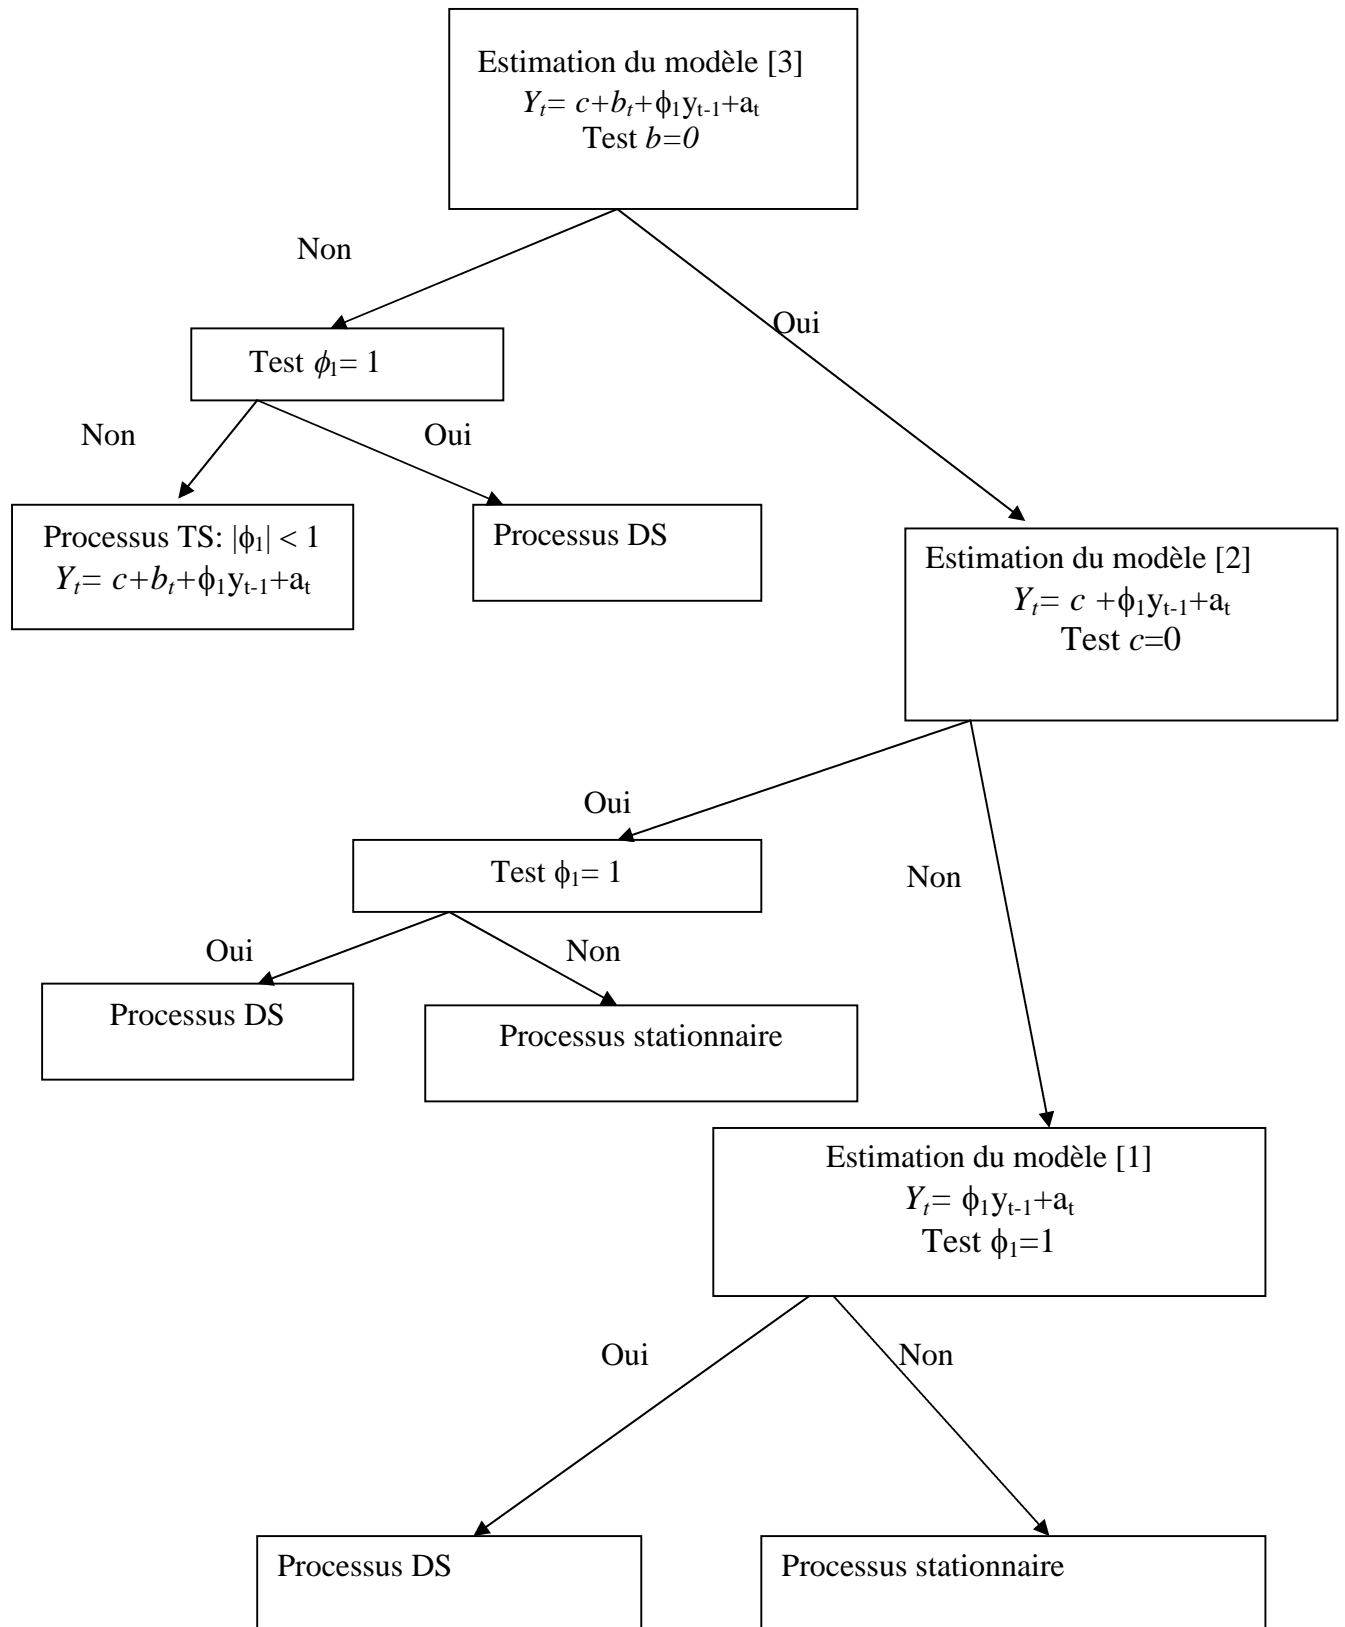 Estimation du modèle [3]
Yₜ= c+bₜ+ϕ₁yₜ₋₁+aₜ
Test b=0
Non
Oui
Test ϕ₁= 1
Non
Oui
Processus TS: |ϕ₁| < 1
Yₜ= c+bₜ+ϕ₁yₜ₋₁+aₜ
Processus DS
Estimation du modèle [2]
Yₜ= c +ϕ₁yₜ₋₁+aₜ
Test c=0
Oui
Non
Test ϕ₁= 1
Oui
Non
Processus DS
Processus stationnaire
Estimation du modèle [1]
Yₜ= ϕ₁yₜ₋₁+aₜ
Test ϕ₁=1
Oui
Non
Processus DS
Processus stationnaire